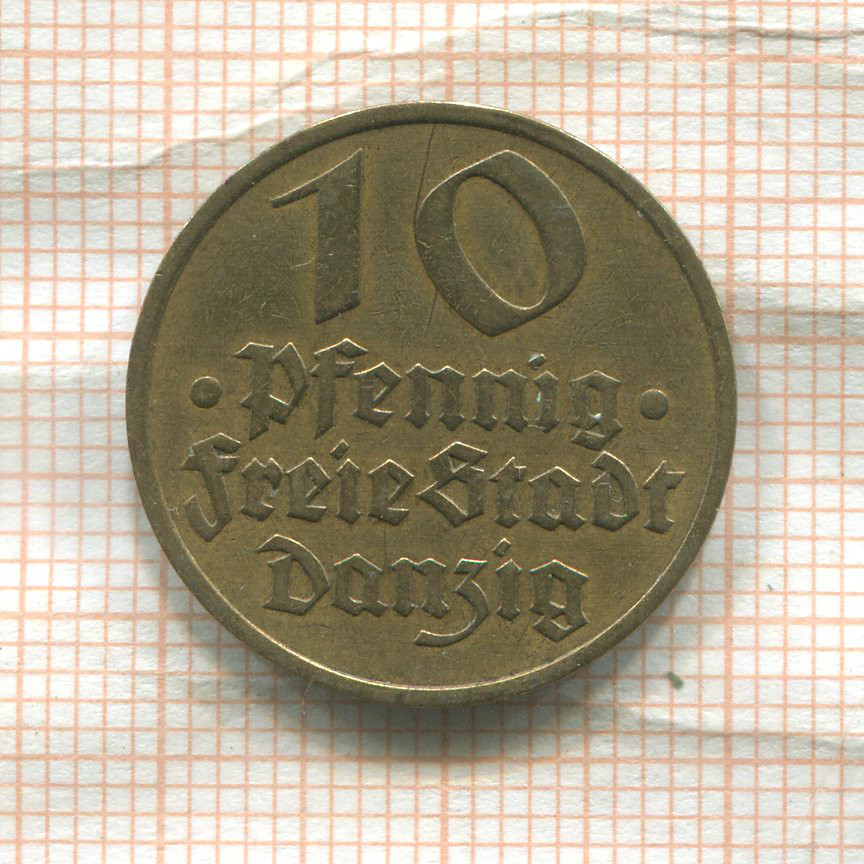 10
· Pfennig ·
Freie Stadt
Danzig